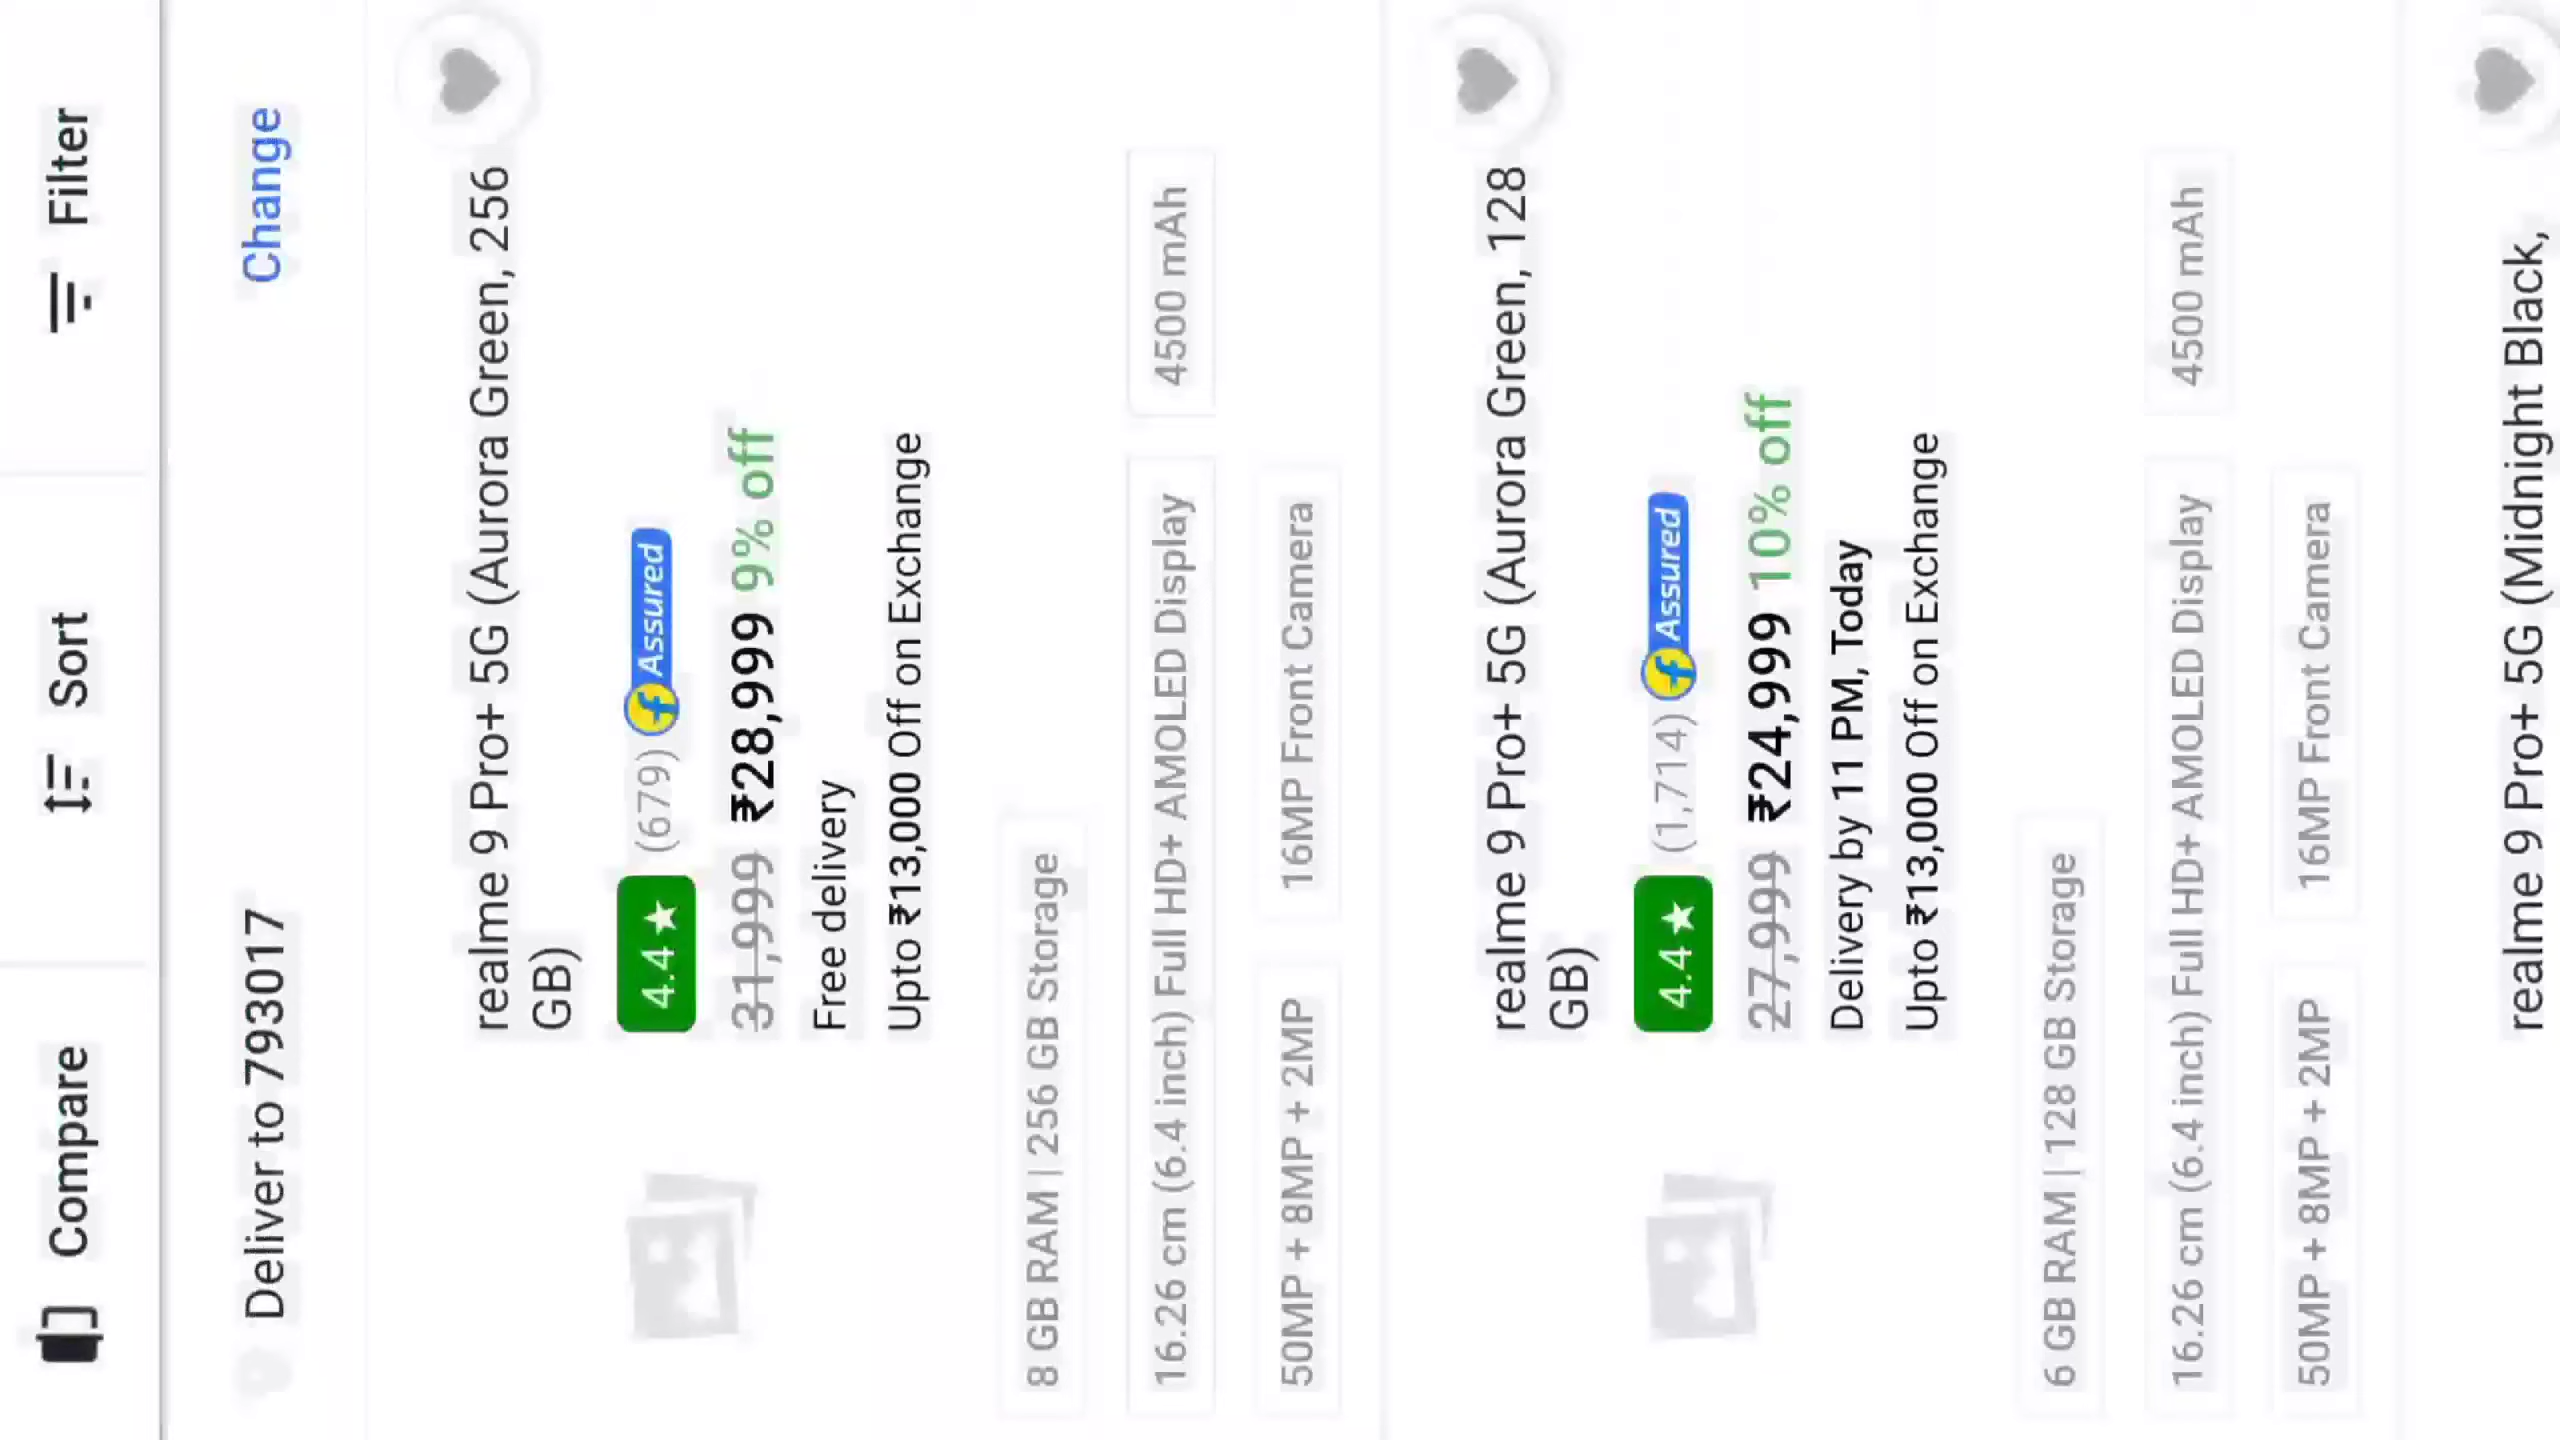 Compare Sort Filter
Deliver to 793017 Change
realme 9 Pro+ 5G (Aurora Green, 256
GB)
4.4★ (679) f Assured
31,999 ₹28,999 9% off
Free delivery
Upto ₹13,000 Off on Exchange
8 GB RAM | 256 GB Storage
16.26 cm (6.4 inch) Full HD+ AMOLED Display 4500 mAh
50MP + 8MP + 2MP 16MP Front Camera
realme 9 Pro+ 5G (Aurora Green, 128
GB)
4.4★ (1,714) f Assured
27,999 ₹24,999 10% off
Delivery by 11 PM, Today
Upto ₹13,000 Off on Exchange
6 GB RAM | 128 GB Storage
16.26 cm (6.4 inch) Full HD+ AMOLED Display 4500 mAh
50MP + 8MP + 2MP 16MP Front Camera
realme 9 Pro+ 5G (Midnight Black,